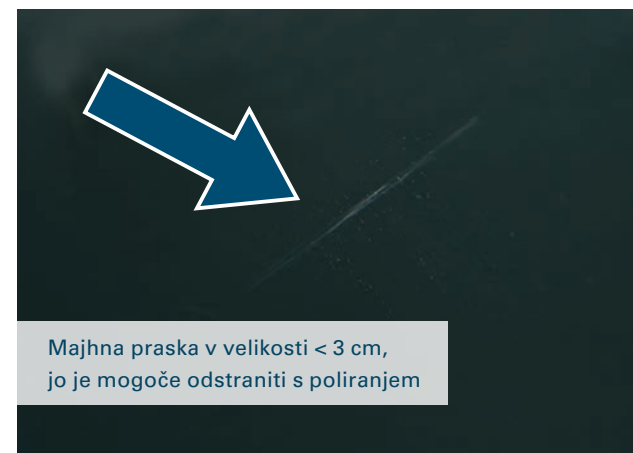 Majhna praska v velikosti < 3 cm,
jo je mogoče odstraniti s poliranjem